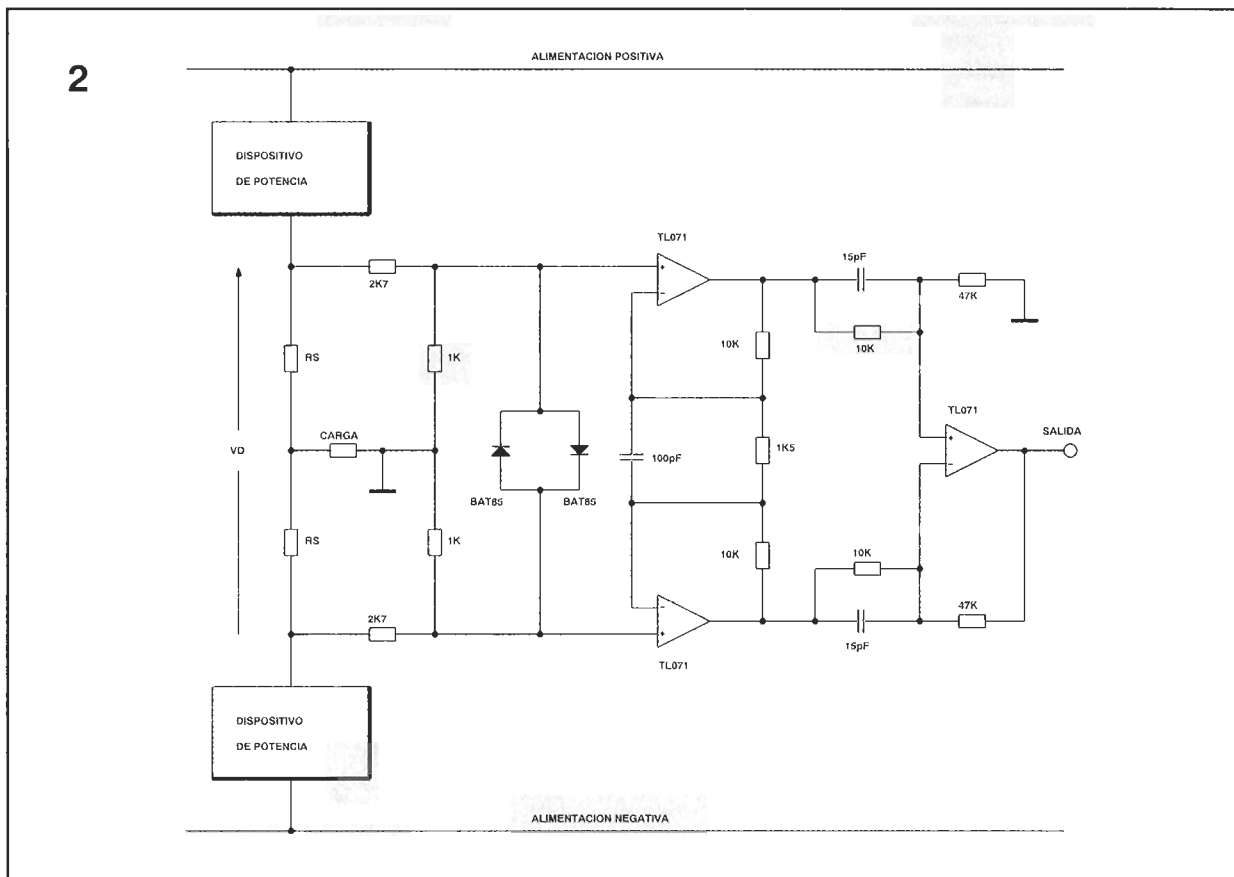 2
ALIMENTACION POSITIVA
DISPOSITIVO
DE POTENCIA
TL071
15pF
2K7
47K
10K
10K
RS
1K
TL071
CARGA
SALIDA
VD
1K5
100pF
BAT85
BAT85
RS
1K
10K
10K
2K7
47K
15pF
TL071
DISPOSITIVO
DE POTENCIA
ALIMENTACION NEGATIVA